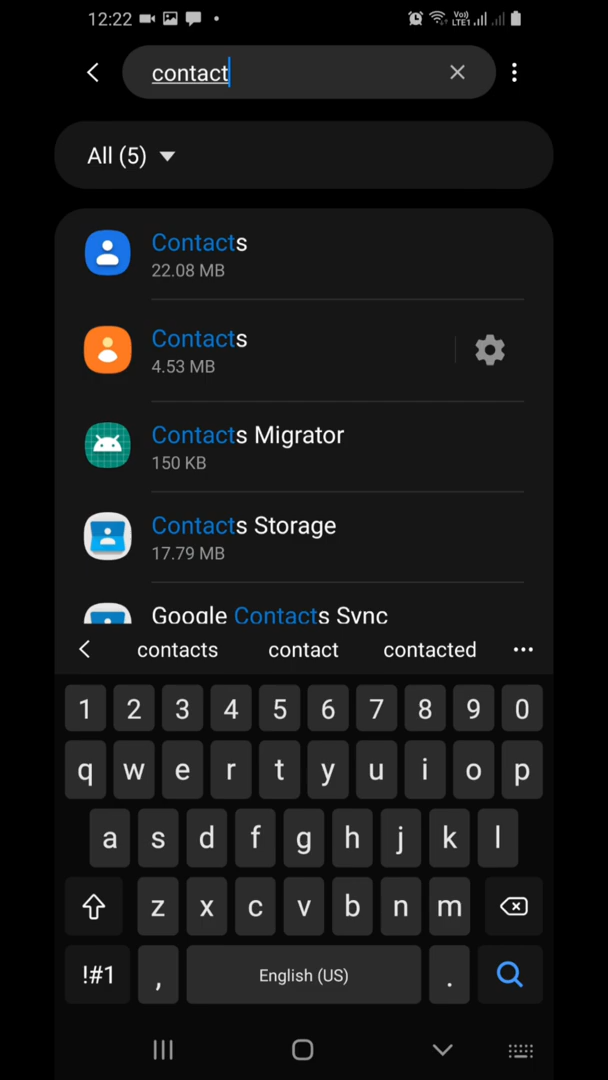 12:22 Vo) LTE1
contact
All (5)
Contacts
22.08 MB
Contacts
4.53 MB
Contacts Migrator
150 KB
Contacts Storage
17.79 MB
Google Contacts Sync
contacts contact contacted
1 2 3 4 5 6 7 8 9 0
q w e r t y u i o p
a s d f g h j k l
z x c v b n m
!#1 , English (US) .